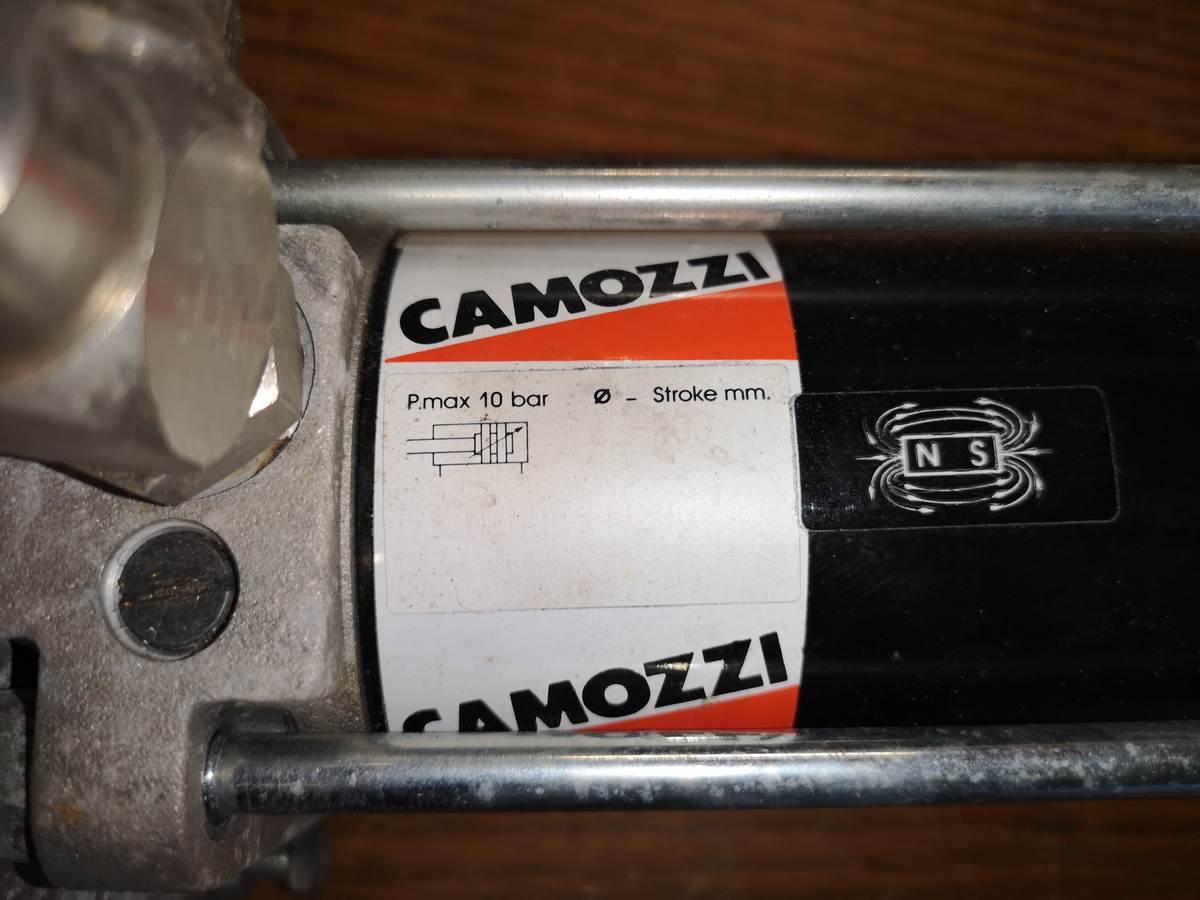 CAMOZZI
P.max 10 bar Ø - Stroke mm.
N S
CAMOZZI